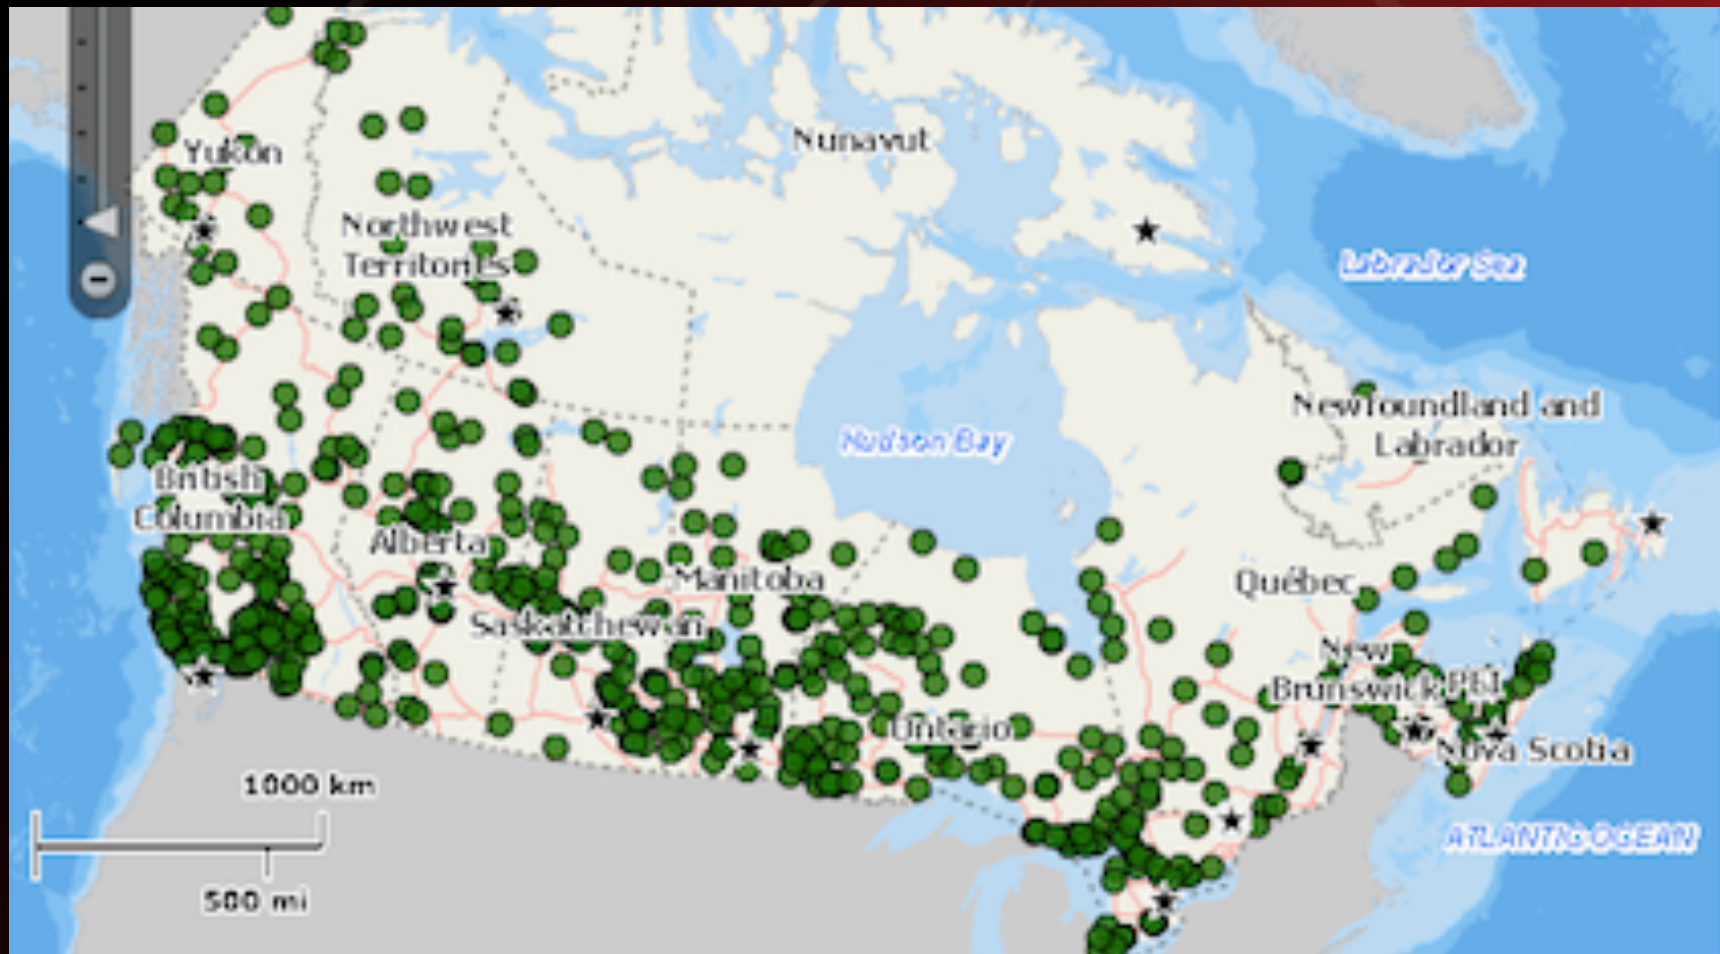 Yukon
Nunavut
Northwest
Territories
Labrador Sea
Newfoundland and
Labrador
Hudson Bay
British
Columbia
Alberta
Manitoba
Québec
Saskatchewan
New
Brunswick
PEI
Ontario
Nova Scotia
1000 km
ATLANTIC OCEAN
500 mi